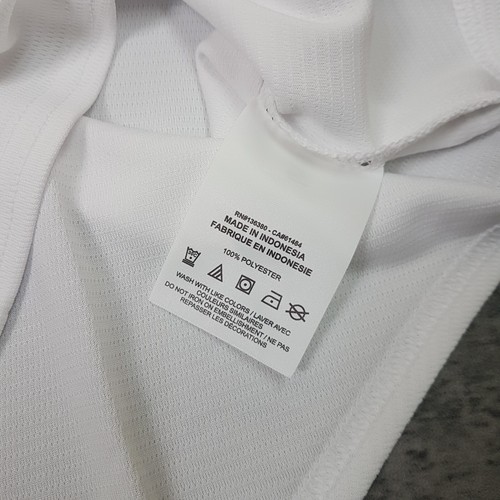 RN#136380 - CA#61484
MADE IN INDONESIA
FABRIQUE EN INDONESIE
100% POLYESTER
WASH WITH LIKE COLORS / LAVER AVEC
COULEURS SIMILAIRES
DO NOT IRON ON EMBELLISHMENT / NE PAS
REPASSER LES DECORATIONS